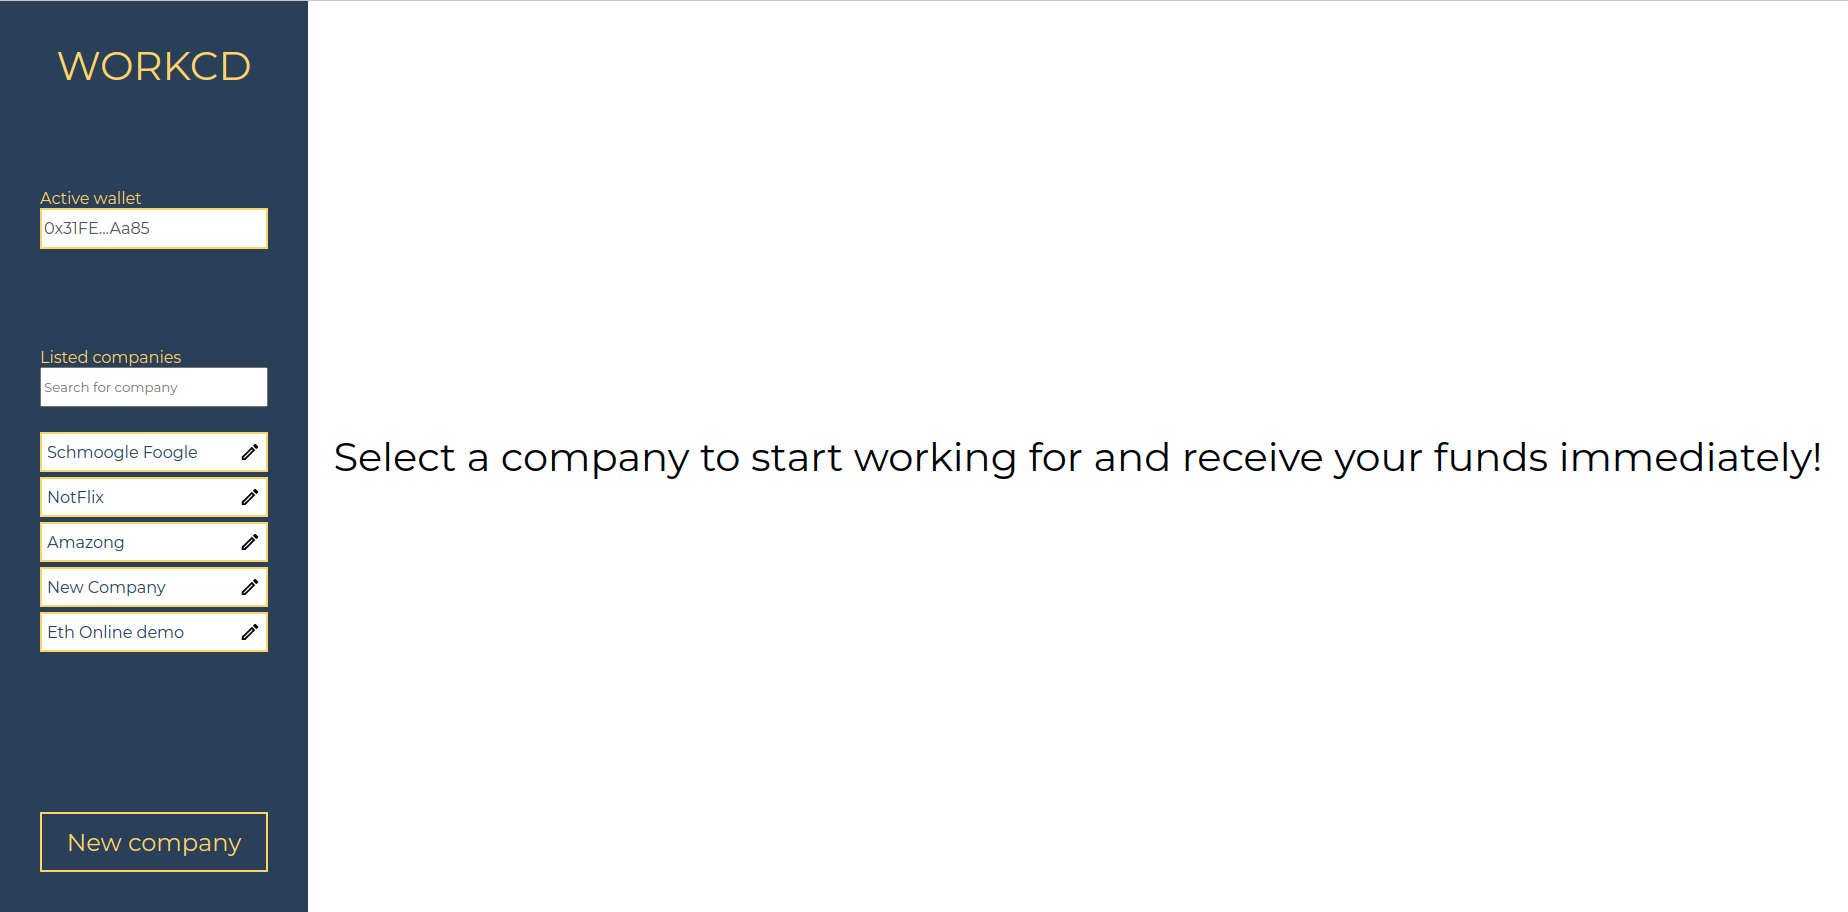 WORKCD
Active wallet
0x31FE...Aa85
Listed companies
Search for company
Schmoogle Foogle
NotFlix
Amazong
New Company
Eth Online demo
New company
Select a company to start working for and receive your funds immediately!